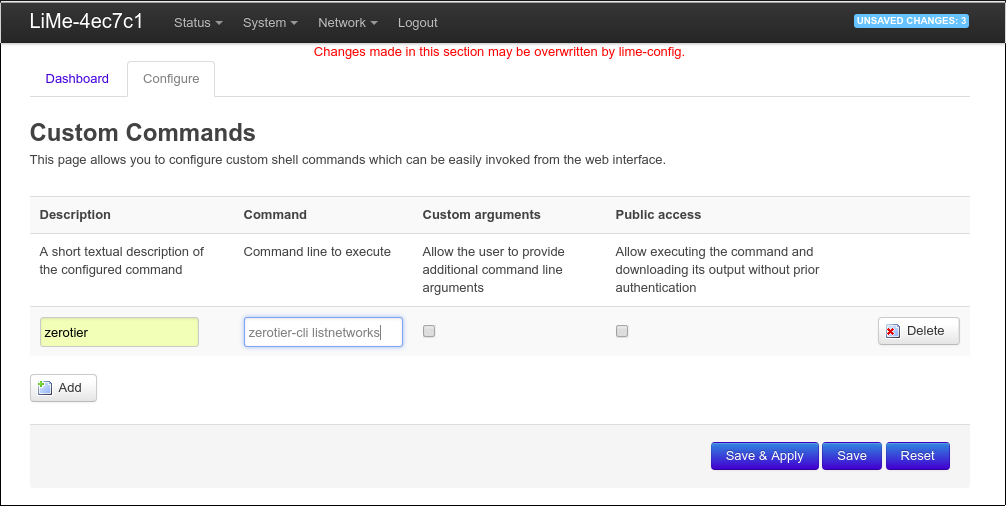 LiMe-4ec7c1 Status System Network Logout UNSAVED CHANGES: 3
Changes made in this section may be overwritten by lime-config.
Dashboard Configure
Custom Commands
This page allows you to configure custom shell commands which can be easily invoked from the web interface.
Description Command Custom arguments Public access
A short textual description of
the configured command
Command line to execute
Allow the user to provide
additional command line
arguments
Allow executing the command and
downloading its output without prior
authentication
zerotier zerotier-cli listnetworks Delete
Add
Save & Apply Save Reset